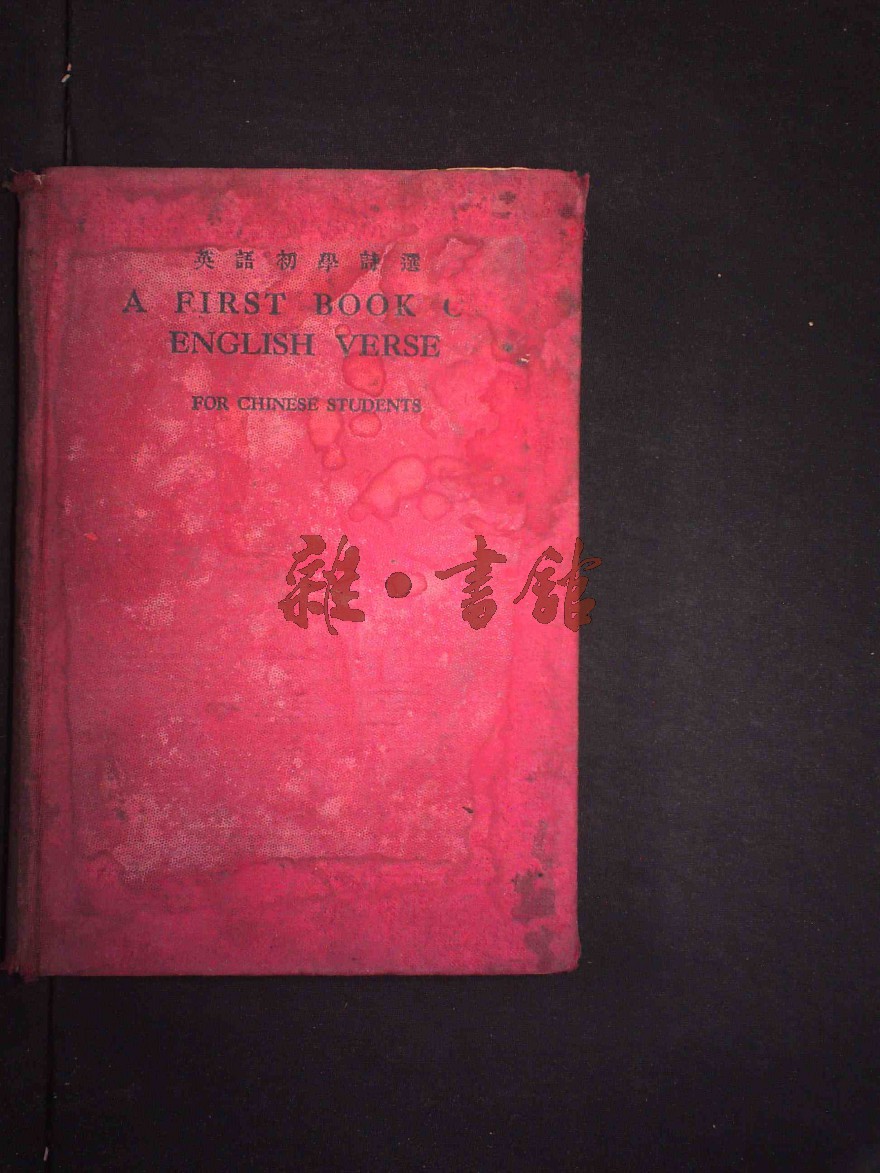 英語初學詩選
A FIRST BOOK
ENGLISH VERSE
FOR CHINESE STUDENTS
雜·書館